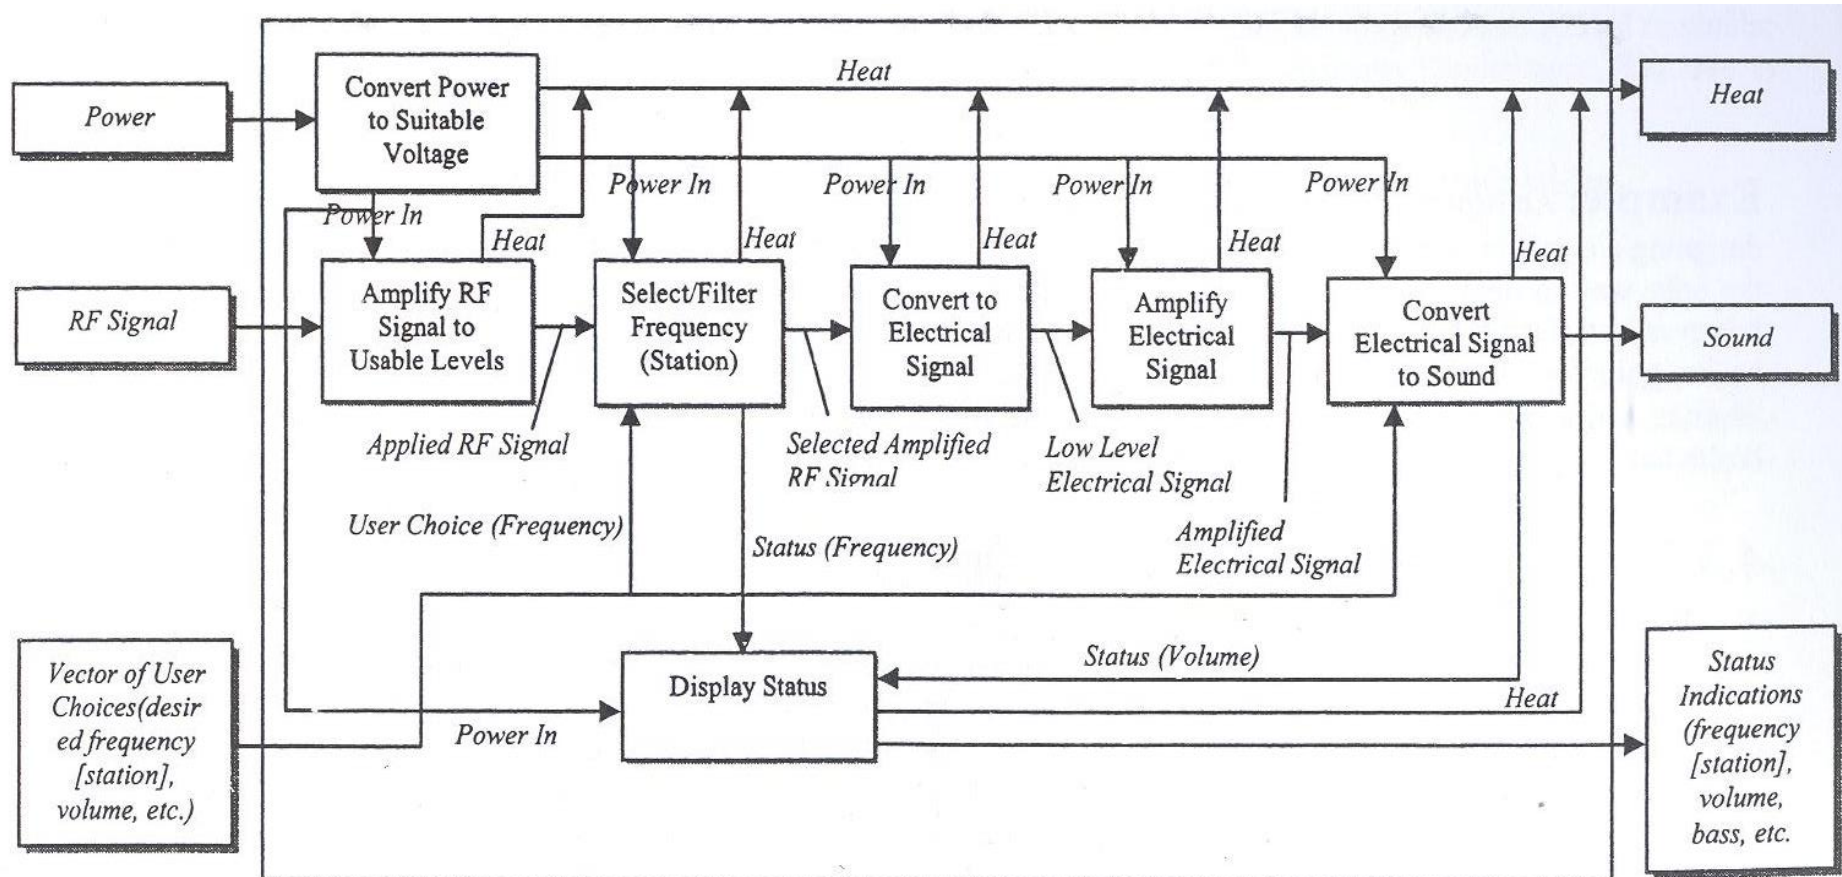 Heat
Convert Power
to Suitable
Voltage
Power
Heat
Power In
Power In
Power In
Power In
Power In
Heat
Heat
Heat
Heat
Heat
RF Signal
Amplify RF
Signal to
Usable Levels
Select/Filter
Frequency
(Station)
Convert to
Electrical
Signal
Amplify
Electrical
Signal
Convert
Electrical Signal
to Sound
Sound
Applied RF Signal
Selected Amplified
RF Signal
Low Level
Electrical Signal
Amplified
Electrical Signal
User Choice (Frequency)
Status (Frequency)
Vector of User
Choices(desir
ed frequency
[station],
volume, etc.)
Display Status
Status (Volume)
Heat
Power In
Status
Indications
(frequency
[station],
volume,
bass, etc.